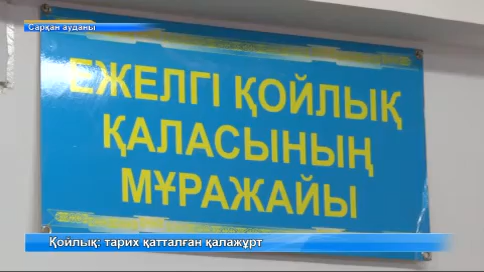 Сарқан ауданы
ЕЖЕЛГІ ҚОЙЛЫҚ
ҚАЛАСЫНЫҢ
МҰРАЖАЙЫ
Қойлық: тарих қатталған қалажұрт